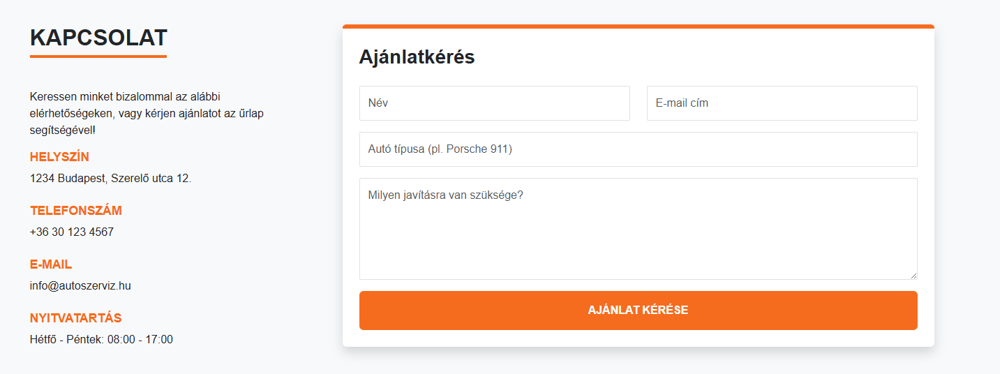 KAPCSOLAT
Keressen minket bizalommal az alábbi
elérhetőségeken, vagy kérjen ajánlatot az űrlap
segítségével!
HELYSZÍN
1234 Budapest, Szerelő utca 12.
TELEFONSZÁM
+36 30 123 4567
E-MAIL
info@autoszerviz.hu
NYITVATARTÁS
Hétfő - Péntek: 08:00 - 17:00
Ajánlatkérés
Név
E-mail cím
Autó típusa (pl. Porsche 911)
Milyen javításra van szüksége?
AJÁNLAT KÉRÉSE